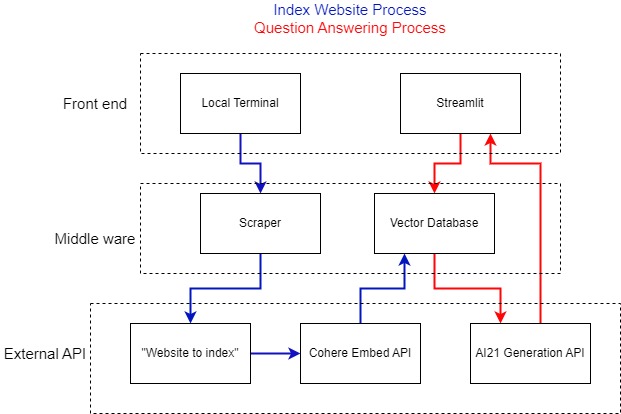 Index Website Process
Question Answering Process
Front end
Local Terminal
Streamlit
Middle ware
Scraper
Vector Database
External API
"Website to index"
Cohere Embed API
AI21 Generation API